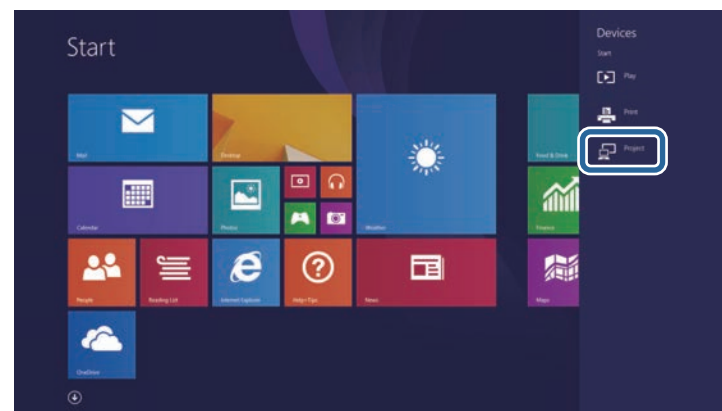 Start
Devices
Start
Play
Print
Project
Mail
Desktop
Weather
Food & Drink
Calendar
Photos
Finance
People
Reading List
Internet Explorer
Help+Tips
News
Maps
OneDrive